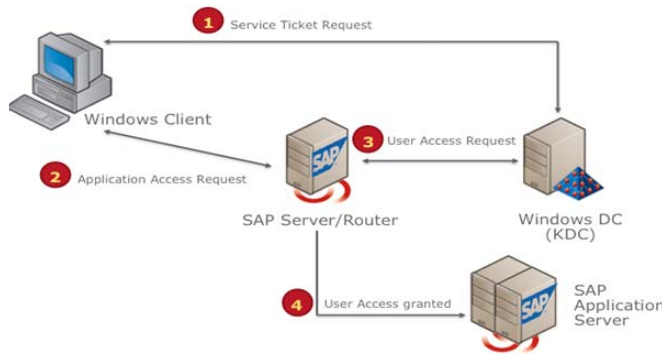 1 Service Ticket Request
Windows Client
3 User Access Request
2 Application Access Request
SAP
SAP Server/Router
Windows DC
(KDC)
4 User Access granted
SAP
SAP
Application
Server